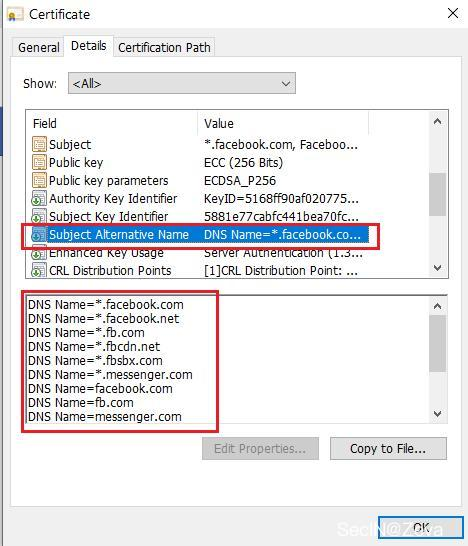 Certificate
General Details Certification Path
Show: <All>
Field Value
Subject *.facebook.com, Faceboo...
Public key ECC (256 Bits)
Public key parameters ECDSA_P256
Authority Key Identifier KeyID=5168ff90af020775...
Subject Key Identifier 5881e77cabfc441bea70fc...
Subject Alternative Name DNS Name=*.facebook.co...
Enhanced Key Usage Server Authentication (1.3...
CRL Distribution Points [1]CRL Distribution Point: ...
DNS Name=*.facebook.com
DNS Name=*.facebook.net
DNS Name=*.fb.com
DNS Name=*.fbcdn.net
DNS Name=*.fbsbx.com
DNS Name=*.messenger.com
DNS Name=facebook.com
DNS Name=fb.com
DNS Name=messenger.com
Edit Properties... Copy to File...
OK